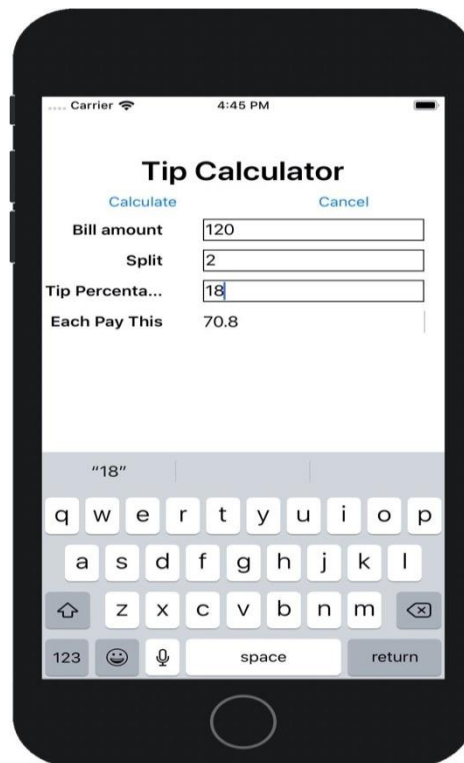 Carrier 4:45 PM
Tip Calculator
Calculate Cancel
Bill amount 120
Split 2
Tip Percenta... 18
Each Pay This 70.8
“18”
q w e r t y u i o p
a s d f g h j k l
z x c v b n m
123 space return